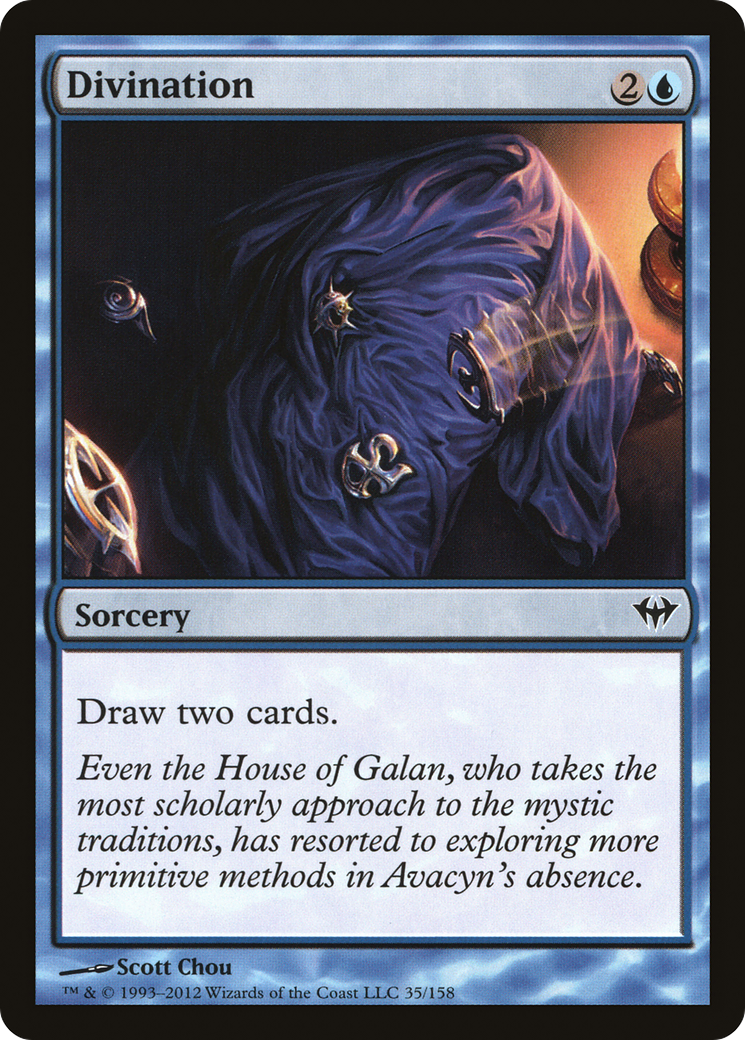 Divination 2
Sorcery
Draw two cards.
Even the House of Galan, who takes the
most scholarly approach to the mystic
traditions, has resorted to exploring more
primitive methods in Avacyn's absence.
Scott Chou
™ & © 1993–2012 Wizards of the Coast LLC 35/158